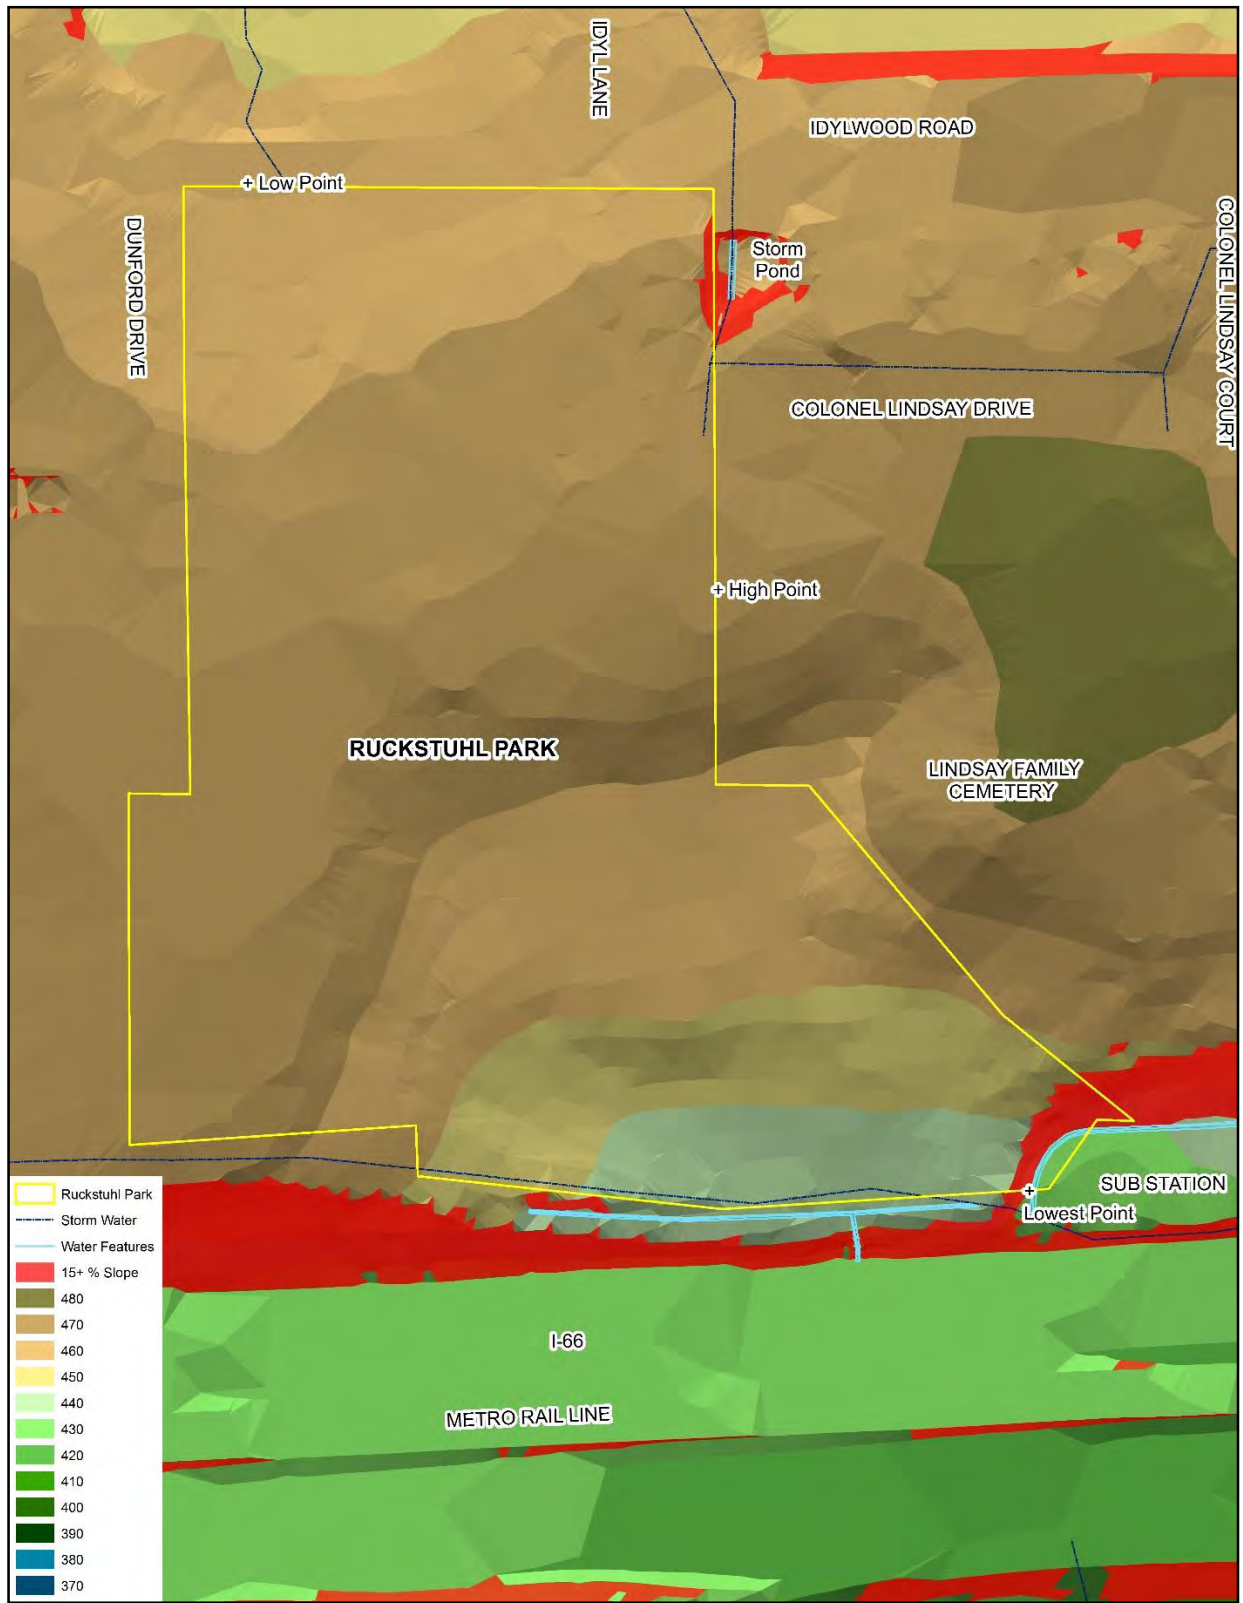 IDYL LANE
IDYLWOOD ROAD
+ Low Point
COLONEL LINDSAY COURT
DUNFORD DRIVE
Storm
Pond
COLONEL LINDSAY DRIVE
+ High Point
RUCKSTUHL PARK
LINDSAY FAMILY
CEMETERY
SUB STATION
+
Lowest Point
Ruckstuhl Park
Storm Water
Water Features
15+ % Slope
480
470
460
450
440
430
420
410
400
390
380
370
I-66
METRO RAIL LINE